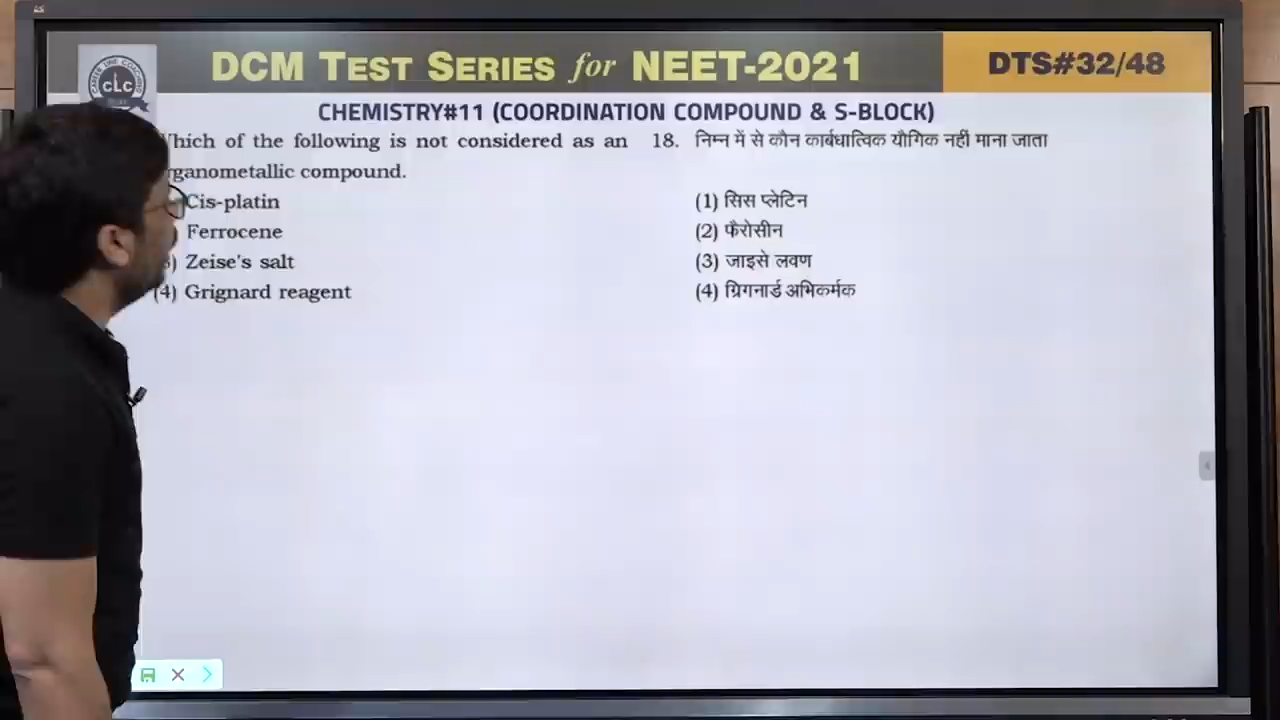 DCM TEST SERIES for NEET-2021
DTS#32/48
CLC
CHEMISTRY#11 (COORDINATION COMPOUND & S-BLOCK)
of the following is not considered as an
compound.
Cis-platin
Ferrocene
) Zeise's salt
(4) Grignard reagent
18. निम्न में से कौन कार्बधात्विक यौगिक नहीं माना जाता
(1) सिस प्लेटिन
(2) फैरोसीन
(3) जाइसे लवण
(4) ग्रिगनार्ड अभिकर्मक